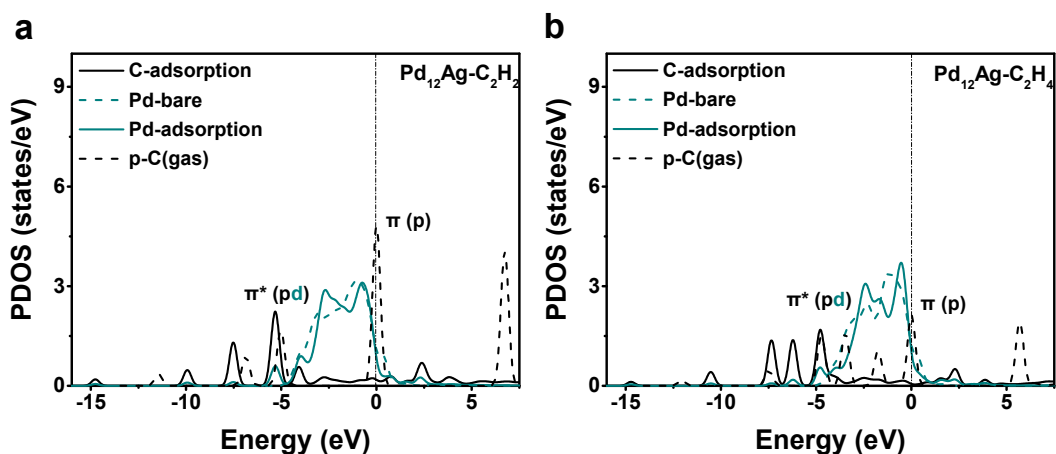 a
C-adsorption
Pd-bare
Pd-adsorption
p-C(gas)
Pd₁₂Ag-C₂H₂
π (p)
π* (pd)
PDOS (states/eV)
9
6
3
0
-15 -10 -5 0 5
Energy (eV)
b
C-adsorption
Pd-bare
Pd-adsorption
p-C(gas)
Pd₁₂Ag-C₂H₄
π* (pd)
π (p)
PDOS (states/eV)
9
6
3
0
-15 -10 -5 0 5
Energy (eV)